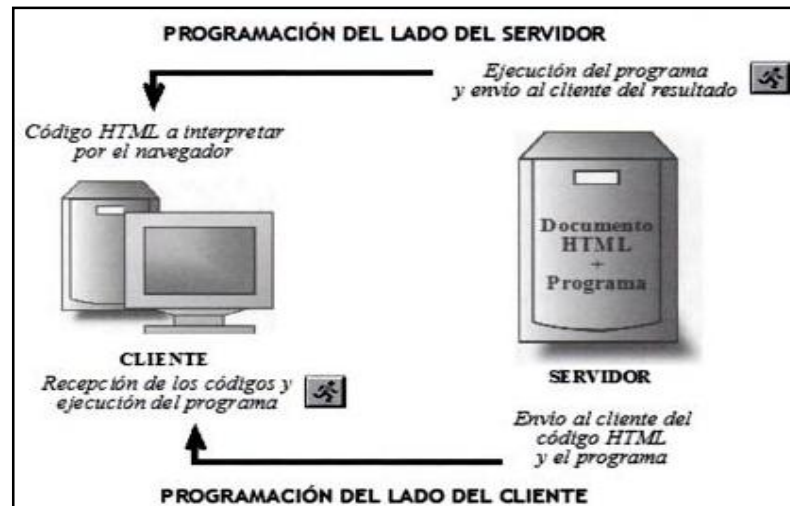 PROGRAMACIÓN DEL LADO DEL SERVIDOR
Ejecución del programa
y envío al cliente del resultado
Código HTML a interpretar
por el navegador
Documento
HTML
+
Programa
CLIENTE
Recepción de los códigos y
ejecución del programa
SERVIDOR
Envío al cliente del
código HTML
y el programa
PROGRAMACIÓN DEL LADO DEL CLIENTE